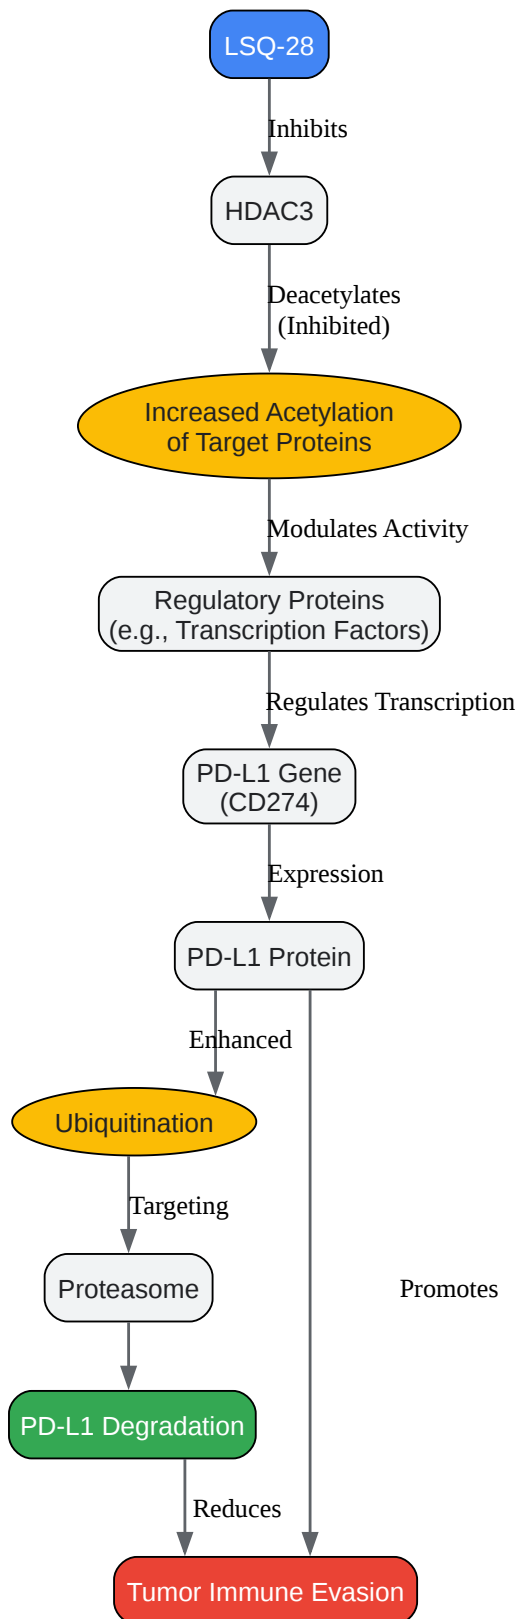 LSQ-28
Inhibits
HDAC3
Deacetylates
(Inhibited)
Increased Acetylation
of Target Proteins
Modulates Activity
Regulatory Proteins
(e.g., Transcription Factors)
Regulates Transcription
PD-L1 Gene
(CD274)
Expression
PD-L1 Protein
Enhanced
Ubiquitination
Targeting
Proteasome
Promotes
PD-L1 Degradation
Reduces
Tumor Immune Evasion